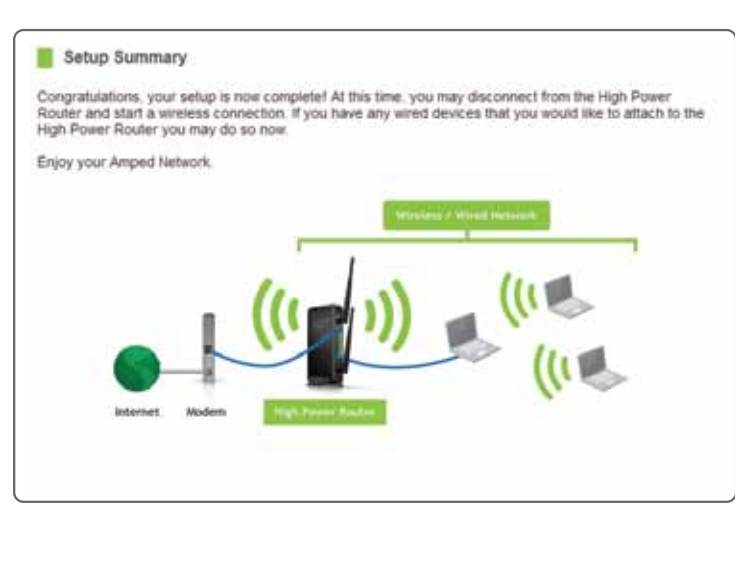 Setup Summary
Congratulations, your setup is now complete! At this time, you may disconnect from the High Power
Router and start a wireless connection. If you have any wired devices that you would like to attach to the
High Power Router you may do so now.
Enjoy your Amped Network.
Wireless / Wired Network
Internet
Modem
High Power Router